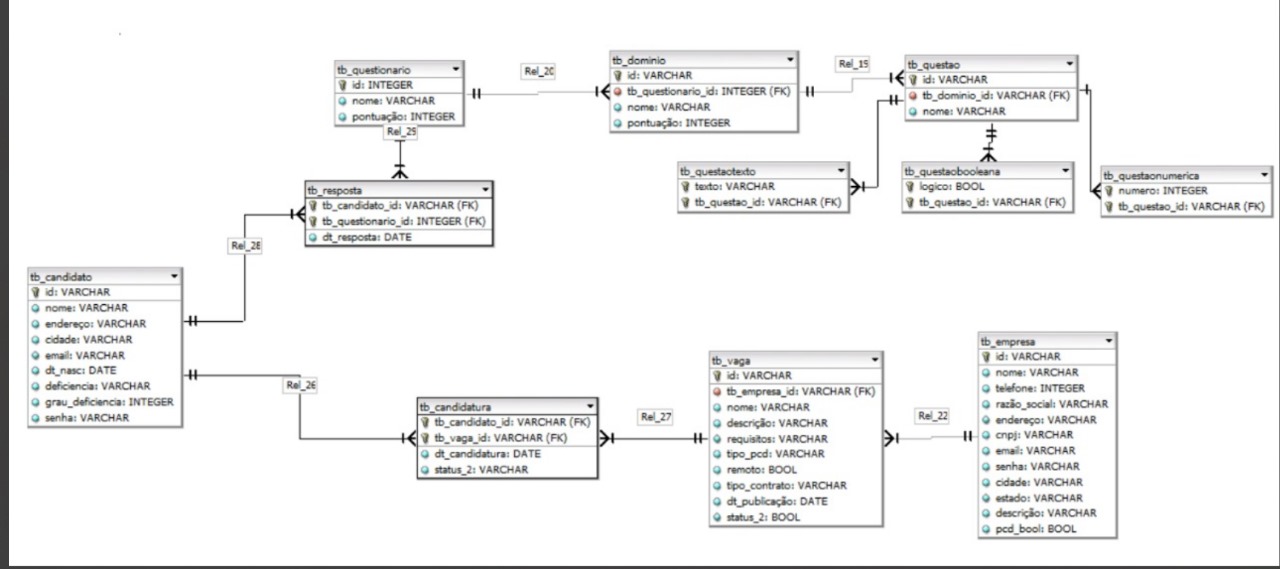 tb_questionario
id: INTEGER
nome: VARCHAR
pontuação: INTEGER
Rel_20
tb_dominio
id: VARCHAR
tb_questionario_id: INTEGER (FK)
nome: VARCHAR
pontuação: INTEGER
Rel_19
tb_questao
id: VARCHAR
tb_dominio_id: VARCHAR (FK)
nome: VARCHAR
Rel_29
tb_questaotexto
texto: VARCHAR
tb_questao_id: VARCHAR (FK)
tb_questaobooleana
logico: BOOL
tb_questao_id: VARCHAR (FK)
tb_questaonumerica
numero: INTEGER
tb_questao_id: VARCHAR (FK)
tb_resposta
tb_candidato_id: VARCHAR (FK)
tb_questionario_id: INTEGER (FK)
dt_resposta: DATE
Rel_28
tb_candidato
id: VARCHAR
nome: VARCHAR
endereço: VARCHAR
cidade: VARCHAR
email: VARCHAR
dt_nasc: DATE
deficiencia: VARCHAR
grau_deficiencia: INTEGER
senha: VARCHAR
Rel_26
tb_candidatura
tb_candidato_id: VARCHAR (FK)
tb_vaga_id: VARCHAR (FK)
dt_candidatura: DATE
status_2: VARCHAR
Rel_27
tb_vaga
id: VARCHAR
tb_empresa_id: VARCHAR (FK)
nome: VARCHAR
descrição: VARCHAR
requisitos: VARCHAR
tipo_pcd: VARCHAR
remoto: BOOL
tipo_contrato: VARCHAR
dt_publicação: DATE
status_2: BOOL
Rel_22
tb_empresa
id: VARCHAR
nome: VARCHAR
telefone: INTEGER
razão_social: VARCHAR
endereço: VARCHAR
cnpj: VARCHAR
email: VARCHAR
senha: VARCHAR
cidade: VARCHAR
estado: VARCHAR
descrição: VARCHAR
pcd_bool: BOOL